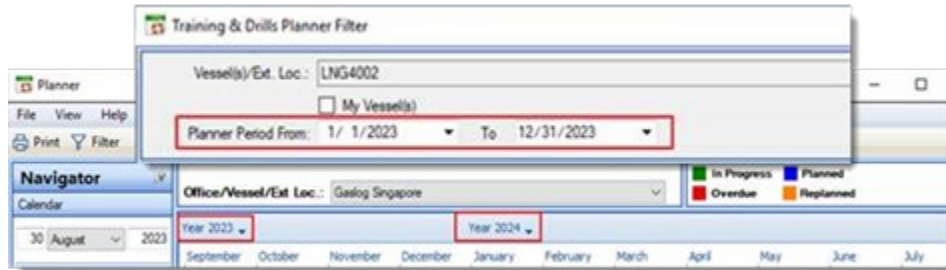 Training & Drills Planner Filter
Vessel(s)/Ext. Loc.: LNG4002
My Vessel(s)
Planner Period From: 1/ 1/2023 To 12/31/2023
Planner
File View Help
Print Filter
Navigator
Calendar
30 August 2023
Office/Vessel/Ext Loc.: Gaslog Singapore
In Progress Planned
Overdue Replanned
Year 2023 Year 2024
September October November December January February March April May June July